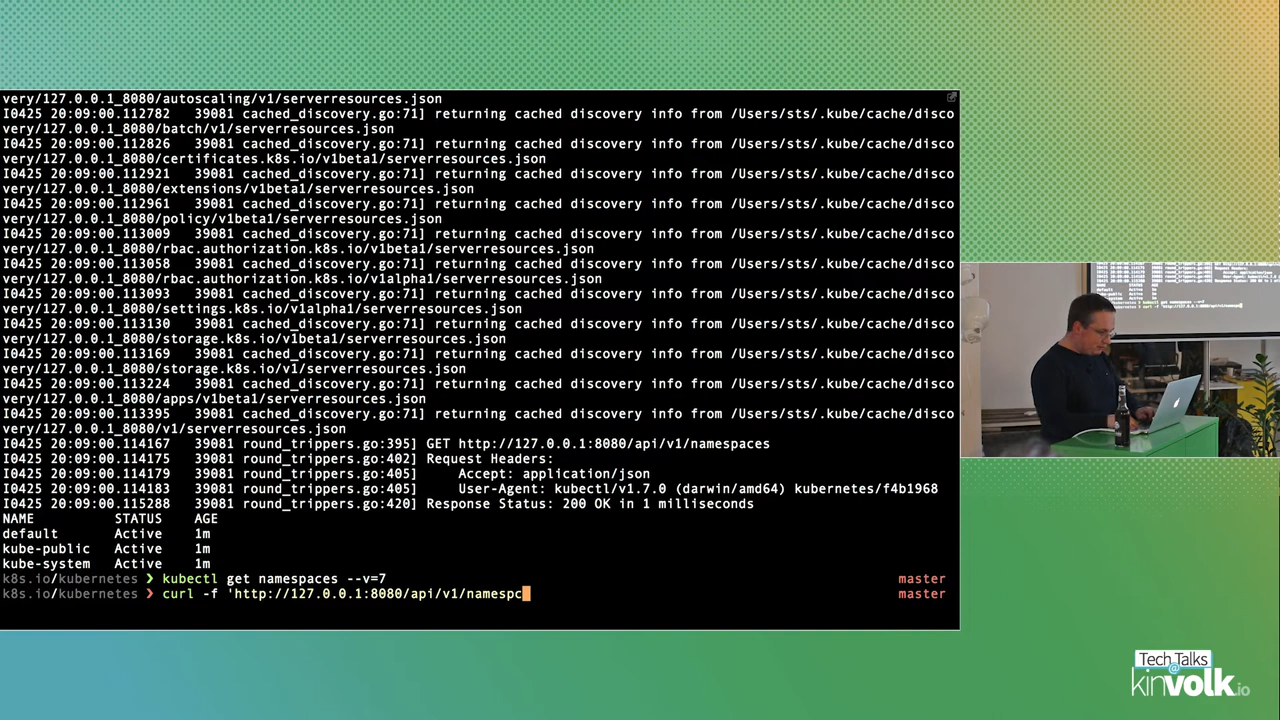 very/127.0.0.1_8080/autoscaling/v1/serverresources.json
I0425 20:09:00.112782 39081 cached_discovery.go:71] returning cached discovery info from /Users/sts/.kube/cache/disco
very/127.0.0.1_8080/batch/v1/serverresources.json
I0425 20:09:00.112826 39081 cached_discovery.go:71] returning cached discovery info from /Users/sts/.kube/cache/disco
very/127.0.0.1_8080/certificates.k8s.io/v1beta1/serverresources.json
I0425 20:09:00.112921 39081 cached_discovery.go:71] returning cached discovery info from /Users/sts/.kube/cache/disco
very/127.0.0.1_8080/extensions/v1beta1/serverresources.json
I0425 20:09:00.112961 39081 cached_discovery.go:71] returning cached discovery info from /Users/sts/.kube/cache/disco
very/127.0.0.1_8080/policy/v1beta1/serverresources.json
I0425 20:09:00.113009 39081 cached_discovery.go:71] returning cached discovery info from /Users/sts/.kube/cache/disco
very/127.0.0.1_8080/rbac.authorization.k8s.io/v1beta1/serverresources.json
I0425 20:09:00.113058 39081 cached_discovery.go:71] returning cached discovery info from /Users/sts/.kube/cache/disco
very/127.0.0.1_8080/rbac.authorization.k8s.io/v1alpha1/serverresources.json
I0425 20:09:00.113093 39081 cached_discovery.go:71] returning cached discovery info from /Users/sts/.kube/cache/disco
very/127.0.0.1_8080/settings.k8s.io/v1alpha1/serverresources.json
I0425 20:09:00.113130 39081 cached_discovery.go:71] returning cached discovery info from /Users/sts/.kube/cache/disco
very/127.0.0.1_8080/storage.k8s.io/v1beta1/serverresources.json
I0425 20:09:00.113169 39081 cached_discovery.go:71] returning cached discovery info from /Users/sts/.kube/cache/disco
very/127.0.0.1_8080/storage.k8s.io/v1/serverresources.json
I0425 20:09:00.113224 39081 cached_discovery.go:71] returning cached discovery info from /Users/sts/.kube/cache/disco
very/127.0.0.1_8080/apps/v1beta1/serverresources.json
I0425 20:09:00.113395 39081 cached_discovery.go:71] returning cached discovery info from /Users/sts/.kube/cache/disco
very/127.0.0.1_8080/v1/serverresources.json
I0425 20:09:00.114167 39081 round_trippers.go:395] GET http://127.0.0.1:8080/api/v1/namespaces
I0425 20:09:00.114175 39081 round_trippers.go:402] Request Headers:
I0425 20:09:00.114179 39081 round_trippers.go:405] Accept: application/json
I0425 20:09:00.114183 39081 round_trippers.go:405] User-Agent: kubectl/v1.7.0 (darwin/amd64) kubernetes/f4b1968
I0425 20:09:00.115288 39081 round_trippers.go:420] Response Status: 200 OK in 1 milliseconds
NAME STATUS AGE
default Active 1m
kube-public Active 1m
kube-system Active 1m
k8s.io/kubernetes ❯ kubectl get namespaces --v=7 master
k8s.io/kubernetes ❯ curl -f 'http://127.0.0.1:8080/api/v1/namespc master
Tech Talks
@
kinvolk.io